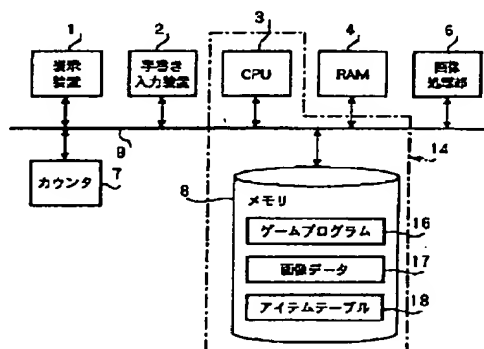 1
2
3
4
6
表示
装置
手書き
入力装置
CPU
RAM
画像
処理部
9
14
カウンタ
7
8
メモリ
ゲームプログラム
16
画像データ
17
アイテムテーブル
18